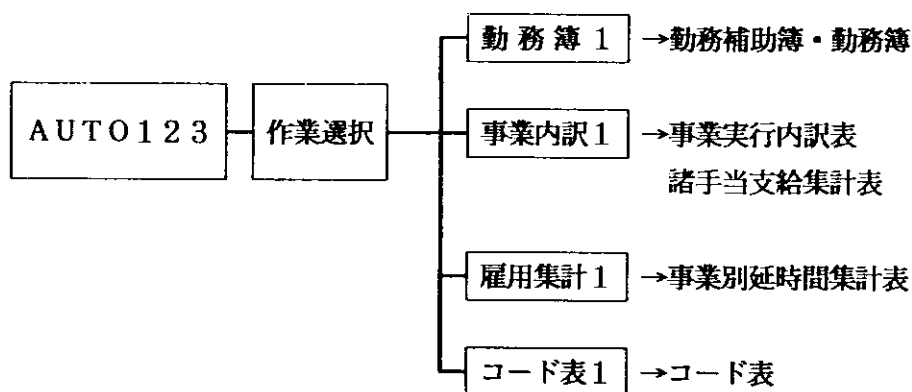 勤務簿1 →勤務補助簿・勤務簿
AUTO123
作業選択
事業内訳1 →事業実行内訳表
諸手当支給集計表
雇用集計1 →事業別延時間集計表
コード表1 →コード表